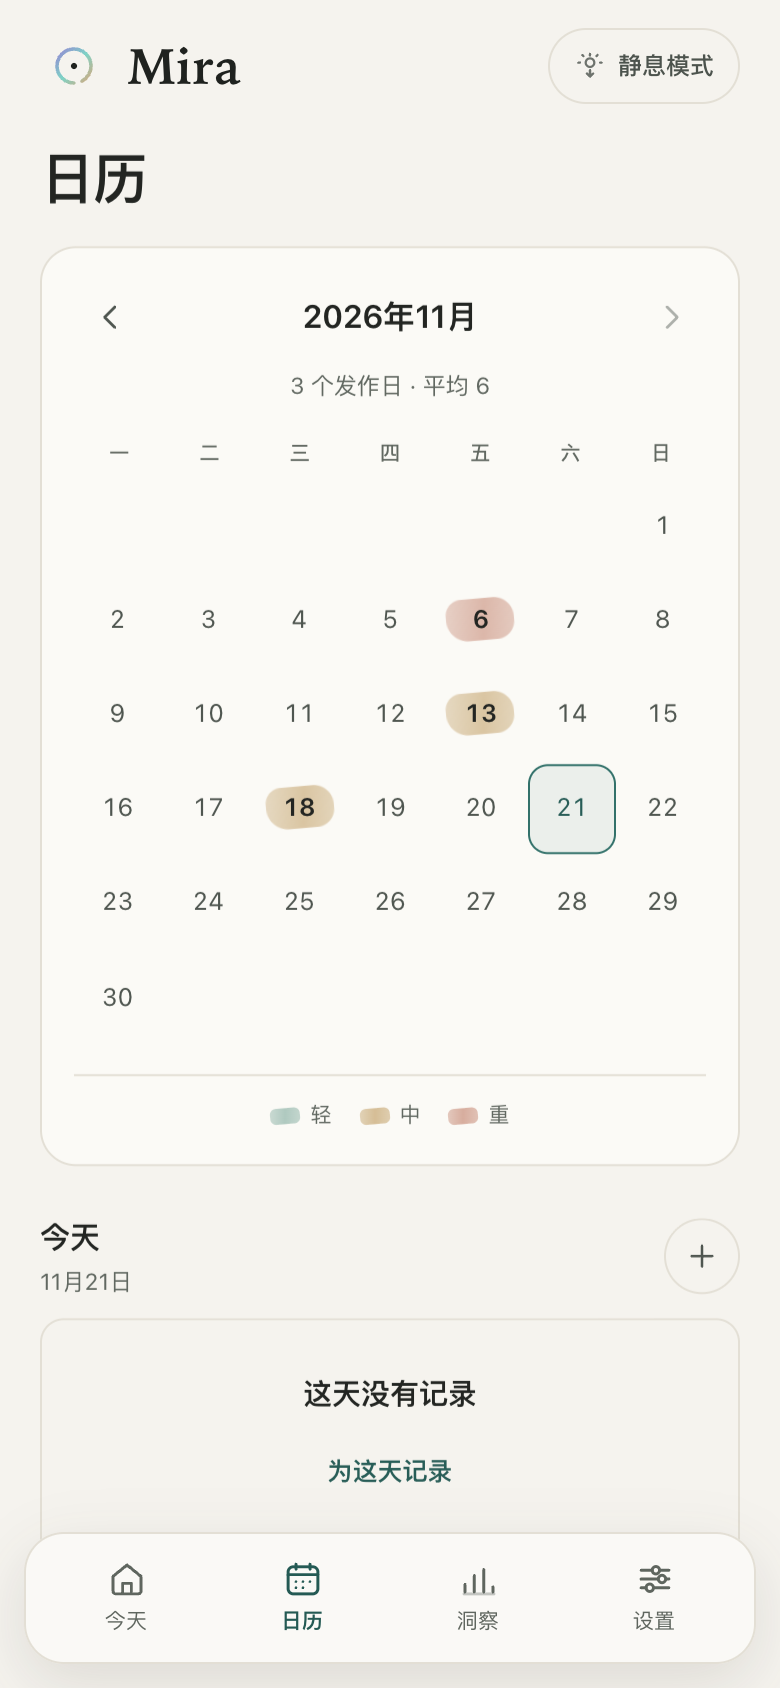 Mira
静息模式
日历
2026年11月
3 个发作日 · 平均 6
一 二 三 四 五 六 日
1
2 3 4 5 6 7 8
9 10 11 12 13 14 15
16 17 18 19 20 21 22
23 24 25 26 27 28 29
30
轻 中 重
今天
11月21日
这天没有记录
为这天记录
今天 日历 洞察 设置